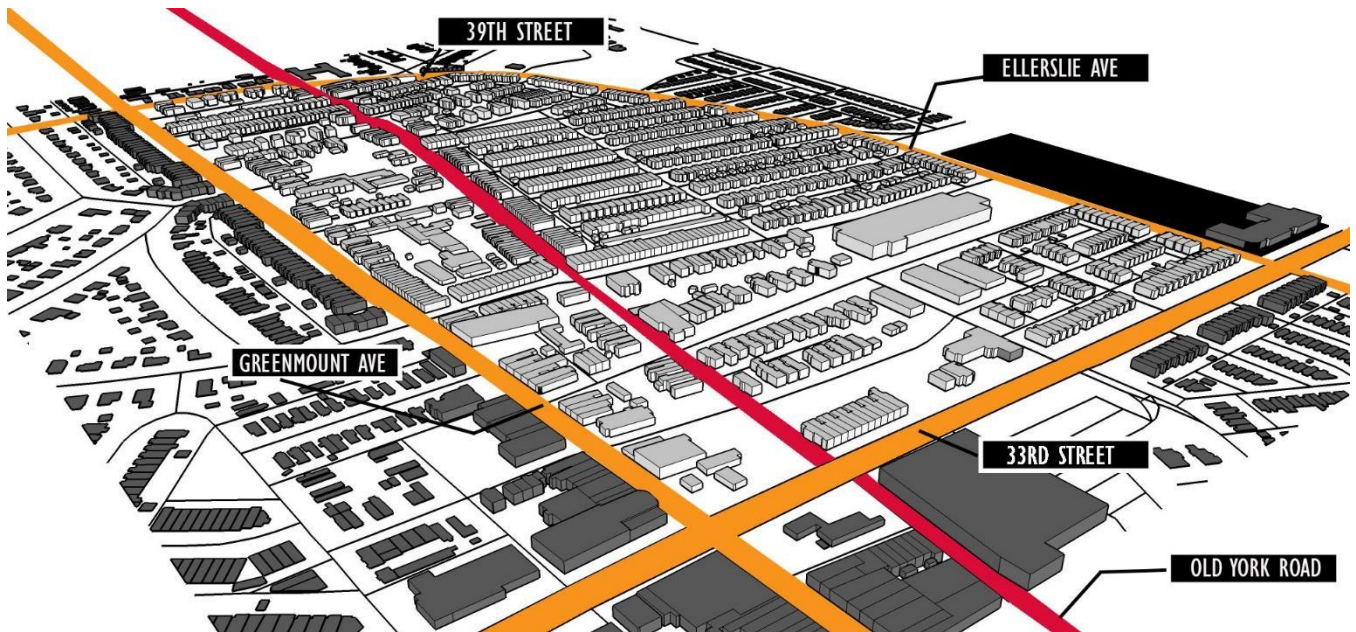 39TH STREET
ELLERSLIE AVE
GREENMOUNT AVE
33RD STREET
OLD YORK ROAD